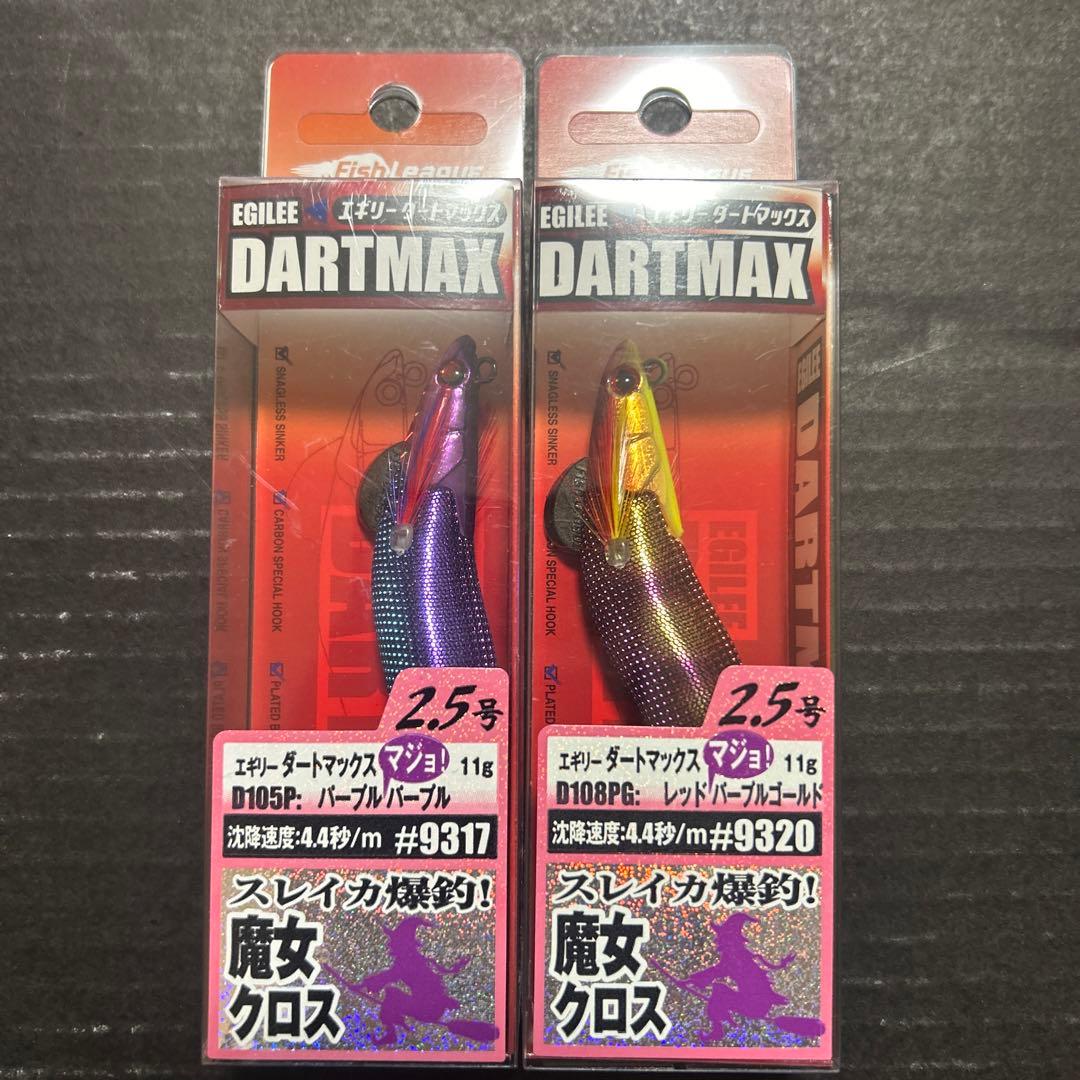 Fish League
EGILEE エギリー ダートマックス
DARTMAX
SNAGLESS SINKER
CARBON SPECIAL HOOK
PLATED B
2.5号
エギリー ダートマックス マジョ! 11g
D105P: パープル パープル
沈降速度:4.4秒/m #9317
スレイカ爆釣!
魔女
クロス
Fish League
EGILEE エギリー ダートマックス
DARTMAX
SNAGLESS SINKER
CARBON SPECIAL HOOK
PLATED
EGILEE
EGILEE DARTM
2.5号
エギリー ダートマックス マジョ! 11g
D108PG: レッド パープルゴールド
沈降速度:4.4秒/m #9320
スレイカ爆釣!
魔女
クロス